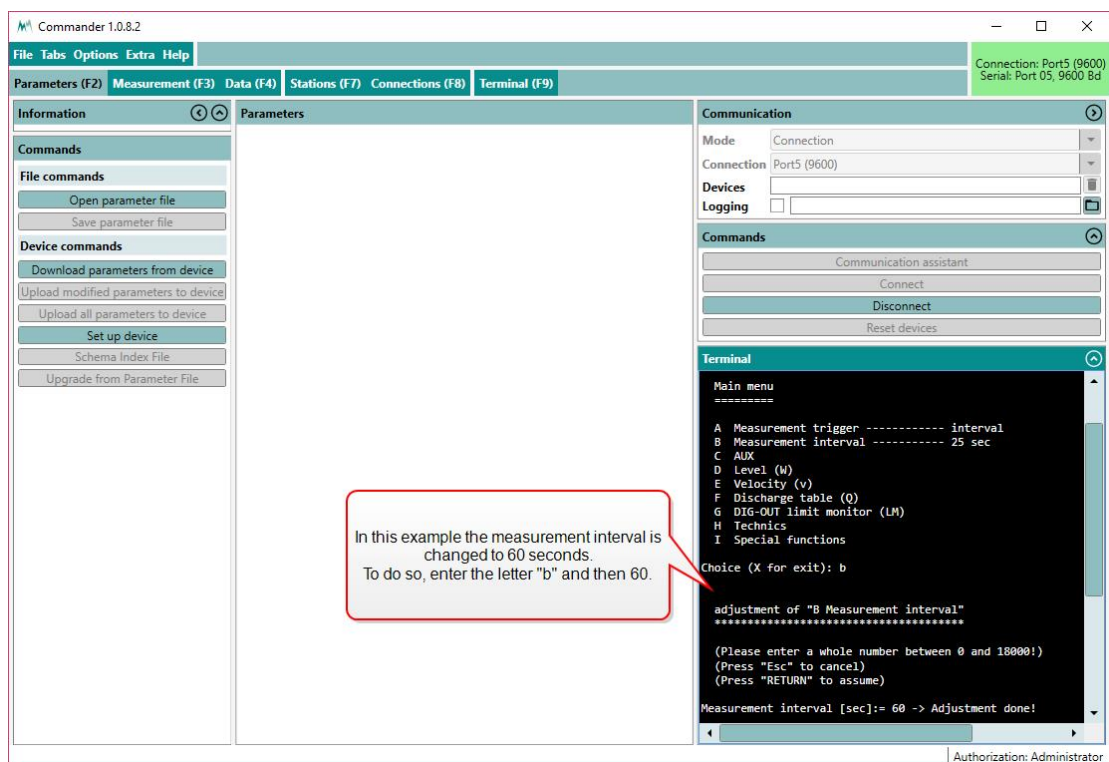 Commander 1.0.8.2
File Tabs Options Extra Help
Connection: Port5 (9600)
Serial: Port 05, 9600 Bd
Parameters (F2) Measurement (F3) Data (F4) Stations (F7) Connections (F8) Terminal (F9)
Information
Commands
File commands
Open parameter file
Save parameter file
Device commands
Download parameters from device
Upload modified parameters to device
Upload all parameters to device
Set up device
Schema Index File
Upgrade from Parameter File
Parameters
In this example the measurement interval is
changed to 60 seconds.
To do so, enter the letter "b" and then 60.
Communication
Mode Connection
Connection Port5 (9600)
Devices
Logging
Commands
Communication assistant
Connect
Disconnect
Reset devices
Terminal
Main menu
=========
A Measurement trigger ------------ interval
B Measurement interval ----------- 25 sec
C AUX
D Level (W)
E Velocity (v)
F Discharge table (Q)
G DIG-OUT limit monitor (LM)
H Technics
I Special functions
Choice (X for exit): b
adjustment of "B Measurement interval"
**************************************
(Please enter a whole number between 0 and 18000!)
(Press "Esc" to cancel)
(Press "RETURN" to assume)
Measurement interval [sec]:= 60 -> Adjustment done!
Authorization: Administrator